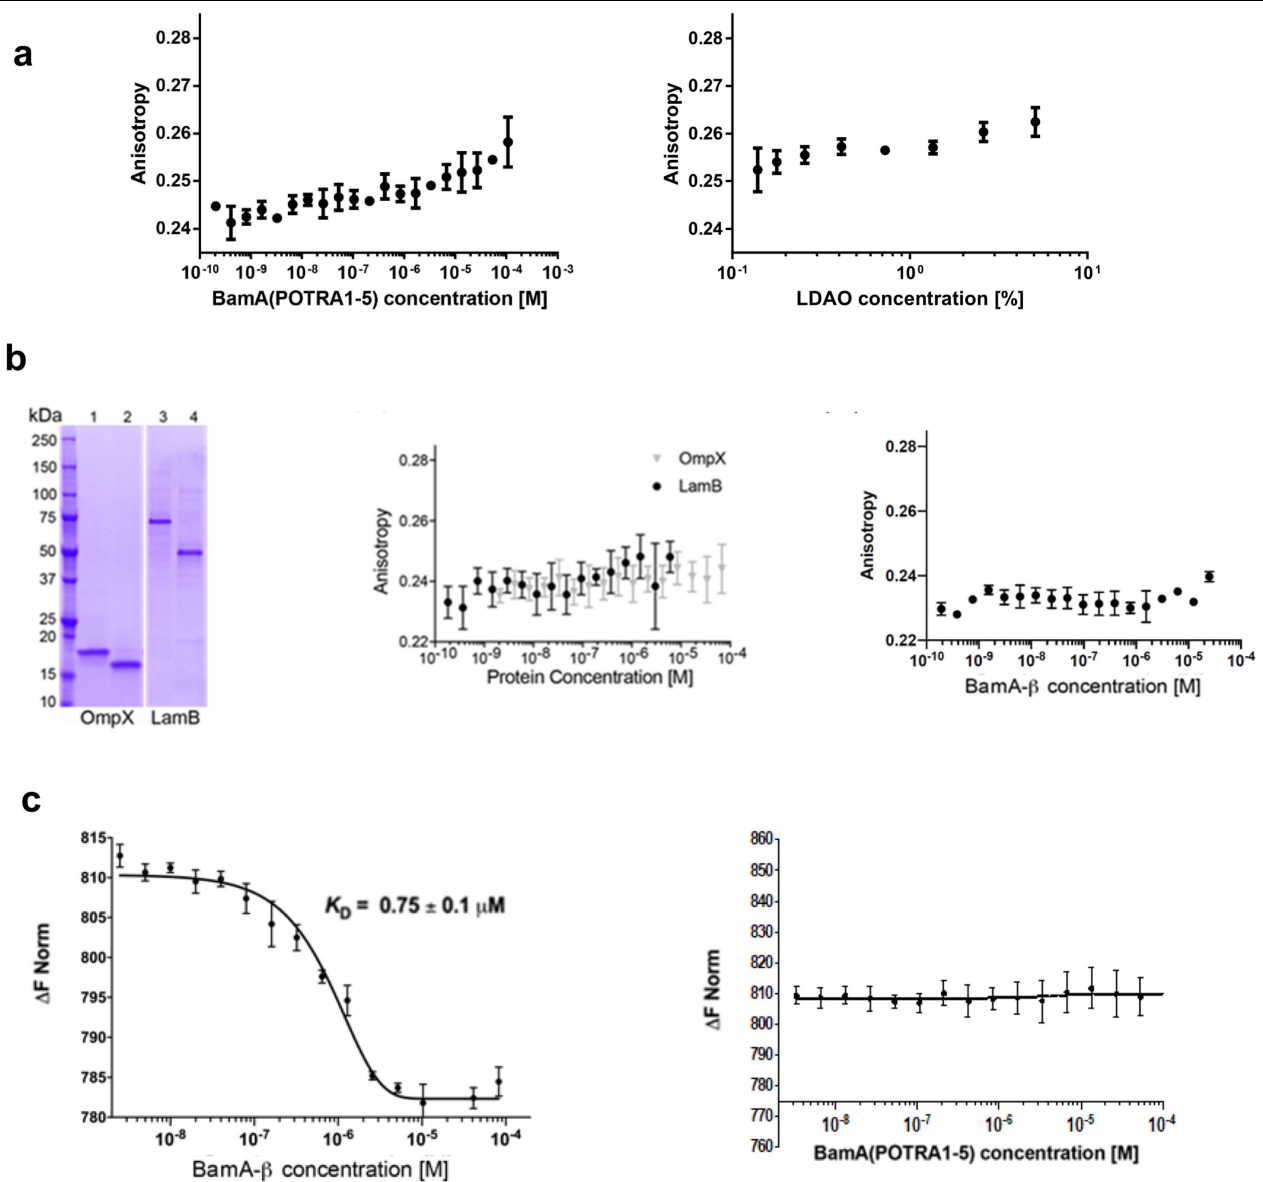 a
0.28
0.27
0.26
0.25
0.24
Anisotropy
10-10 10-9 10-8 10-7 10-6 10-5 10-4 10-3
BamA(POTRA1-5) concentration [M]
0.28
0.27
0.26
0.25
0.24
Anisotropy
10-1 100 101
LDAO concentration [%]
b
kDa 1 2 3 4
250
150
100
75
50
37
25
20
15
10
OmpX LamB
0.28
0.26
0.24
0.22
Anisotropy
OmpX
LamB
10-10 10-9 10-8 10-7 10-6 10-5 10-4
Protein Concentration [M]
0.28
0.26
0.24
0.22
Anisotropy
10-10 10-9 10-8 10-7 10-6 10-5 10-4
BamA-β concentration [M]
c
815
810
805
800
795
790
785
780
ΔF Norm
KD = 0.75 ± 0.1 μM
10-8 10-7 10-6 10-5 10-4
BamA-β concentration [M]
860
850
840
830
820
810
800
790
780
770
760
ΔF Norm
10-8 10-7 10-6 10-5 10-4
BamA(POTRA1-5) concentration [M]